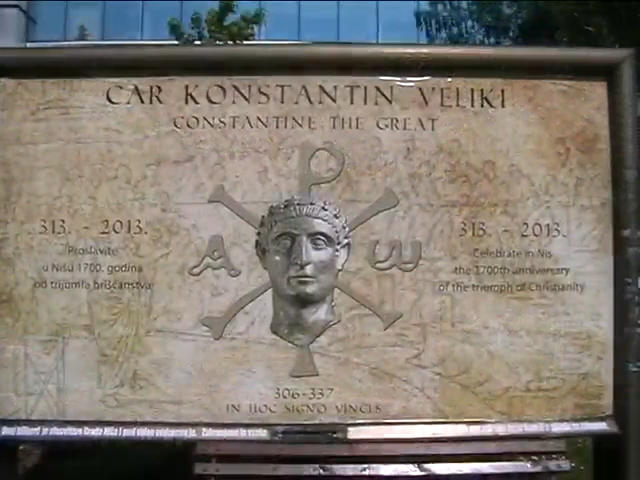 CAR KONSTANTIN VELIKI
CONSTANTINE THE GREAT
313. - 2013.
Proslavite
u Nišu 1700. godina
od trijumfa hrišćanstva
Α ω
313. - 2013.
Celebrate in Nis
the 1700th anniversary
of the triumph of Christianity
306-337
IN HOC SIGNO VINCES